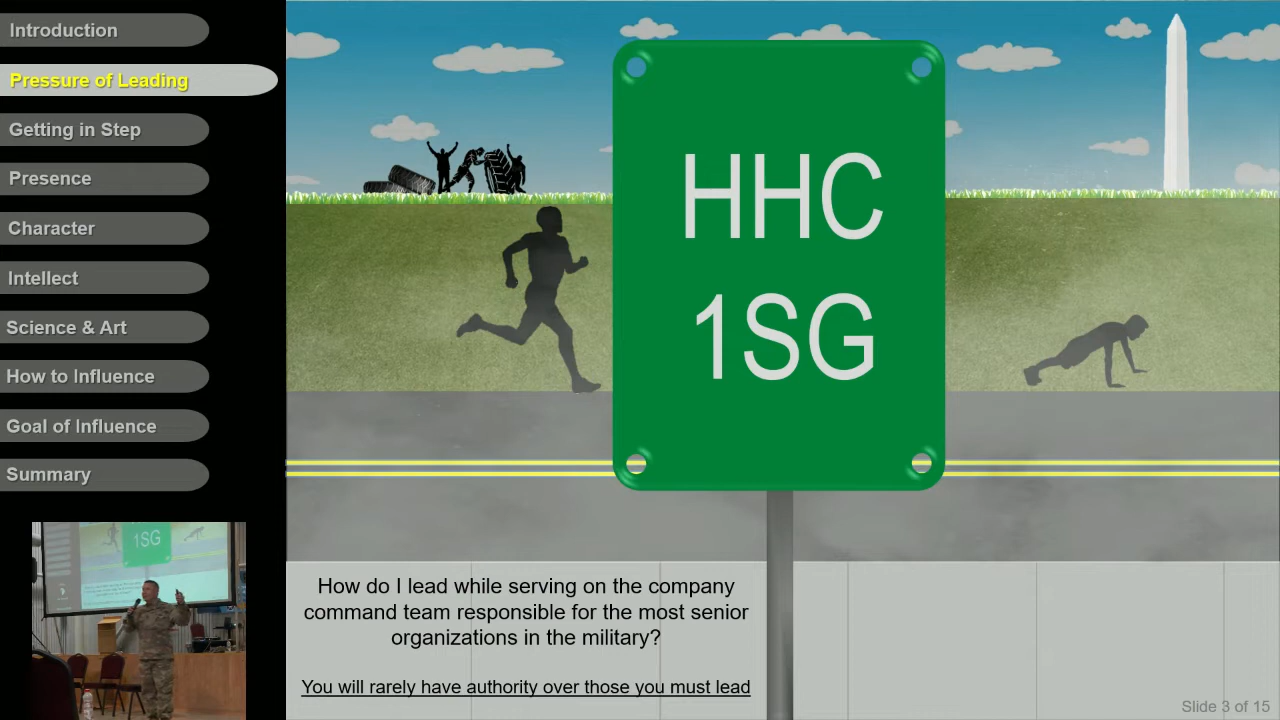 Introduction
Pressure of Leading
Getting in Step
Presence
Character
Intellect
Science & Art
How to Influence
Goal of Influence
Summary
HHC
1SG
How do I lead while serving on the company
command team responsible for the most senior
organizations in the military?
You will rarely have authority over those you must lead
Slide 3 of 15
1SG